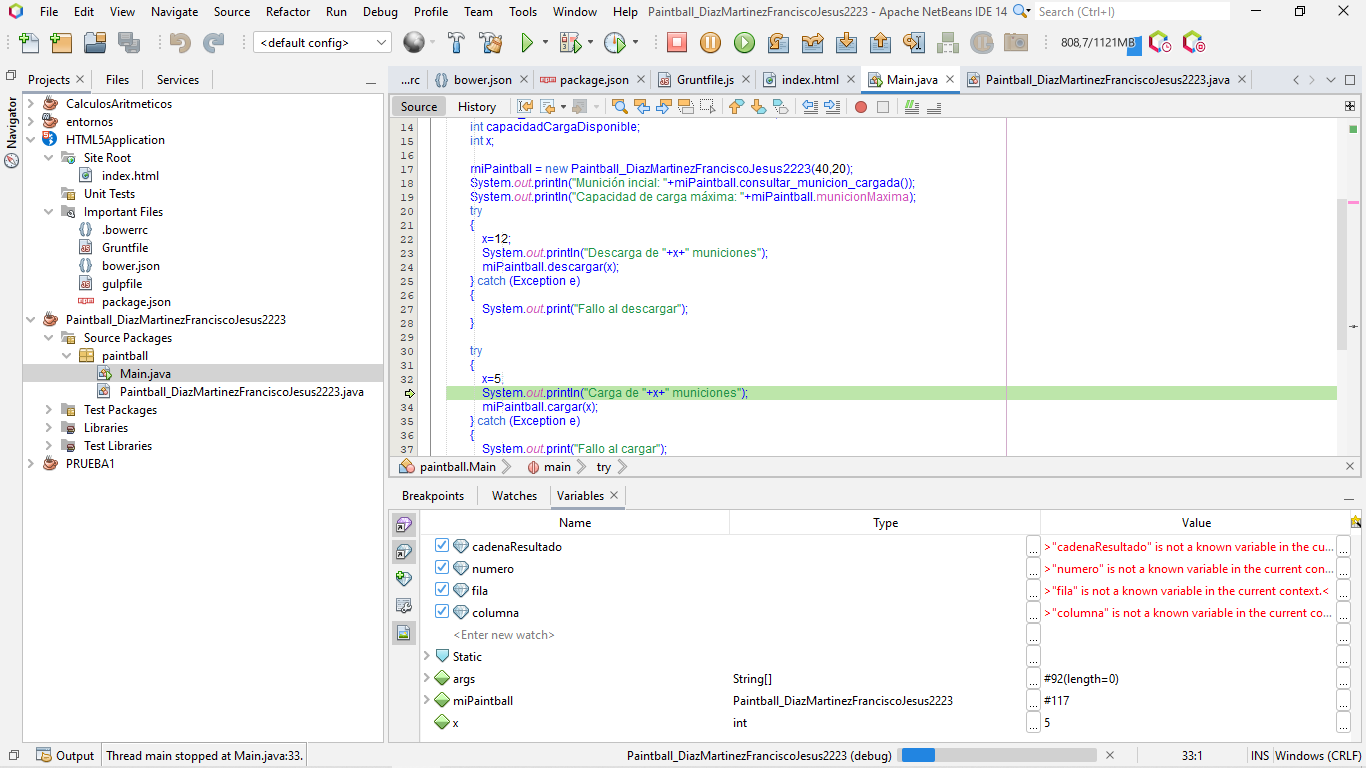 File Edit View Navigate Source Refactor Run Debug Profile Team Tools Window Help Paintball_DiazMartinezFranciscoJesus2223 - Apache NetBeans IDE 14 Search (Ctrl+I)
<default config> 808,7/1121MB
Projects Files Services
...rc bower.json package.json Gruntfile.js index.html Main.java Paintball_DiazMartinezFranciscoJesus2223.java
Navigator
Source History
CalculosAritmeticos
entornos
HTML5Application
Site Root
index.html
Unit Tests
Important Files
.bowerrc
Gruntfile
bower.json
gulpfile
package.json
Paintball_DiazMartinezFranciscoJesus2223
Source Packages
paintball
Main.java
Paintball_DiazMartinezFranciscoJesus2223.java
Test Packages
Libraries
Test Libraries
PRUEBA1
14 int capacidadCargaDisponible;
15 int x;
16
17 miPaintball = new Paintball_DiazMartinezFranciscoJesus2223(40,20);
18 System.out.println("Munición incial: "+miPaintball.consultar_municion_cargada());
19 System.out.println("Capacidad de carga máxima: "+miPaintball.municionMaxima);
20 try
21 {
22 x=12;
23 System.out.println("Descarga de "+x+" municiones");
24 miPaintball.descargar(x);
25 } catch (Exception e)
26 {
27 System.out.print("Fallo al descargar");
28 }
29
30 try
31 {
32 x=5;
System.out.println("Carga de "+x+" municiones");
34 miPaintball.cargar(x);
35 } catch (Exception e)
36 {
37 System.out.print("Fallo al cargar");
paintball.Main main try
Breakpoints Watches Variables
Name Type Value
cadenaResultado ... >"cadenaResultado" is not a known variable in the cu... ...
numero ... >"numero" is not a known variable in the current con... ...
fila ... >"fila" is not a known variable in the current context.< ...
columna ... >"columna" is not a known variable in the current co... ...
<Enter new watch> ... ...
Static ... ...
args String[] ... #92(length=0) ...
miPaintball Paintball_DiazMartinezFranciscoJesus2223 ... #117 ...
x int ... 5 ...
Output Thread main stopped at Main.java:33. Paintball_DiazMartinezFranciscoJesus2223 (debug) 33:1 INS Windows (CRLF)